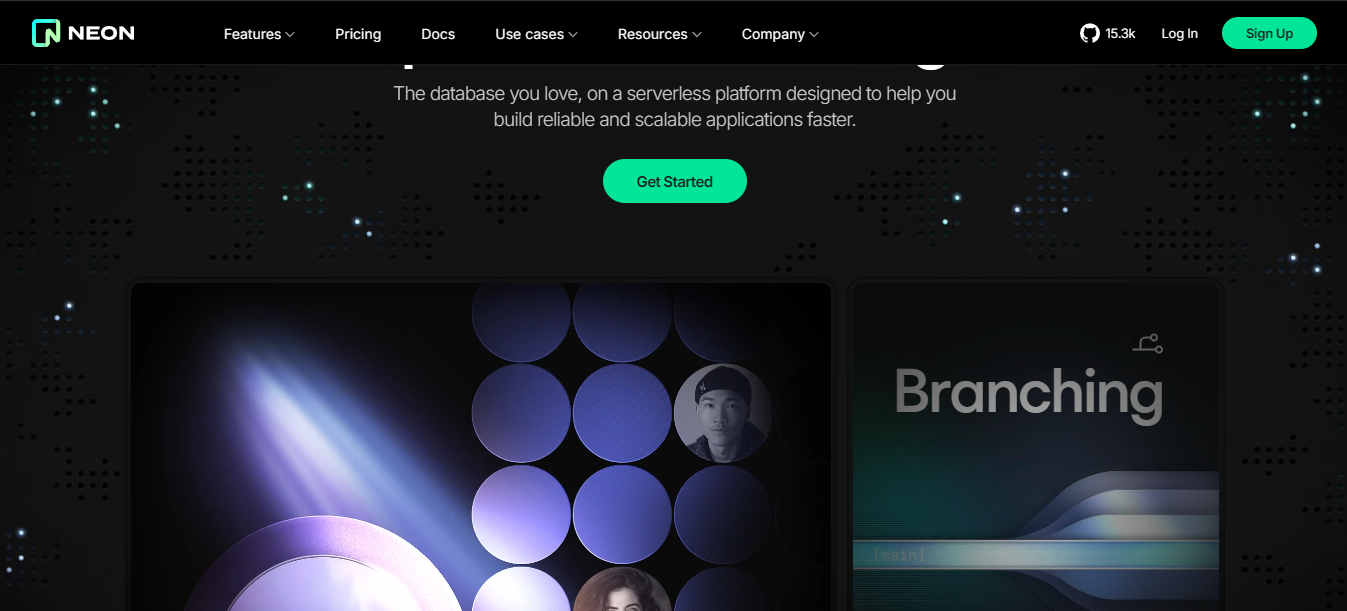 NEON
Features
Pricing
Docs
Use cases
Resources
Company
15.3k
Log In
Sign Up
The database you love, on a serverless platform designed to help you
build reliable and scalable applications faster.
Get Started
Branching
[main]